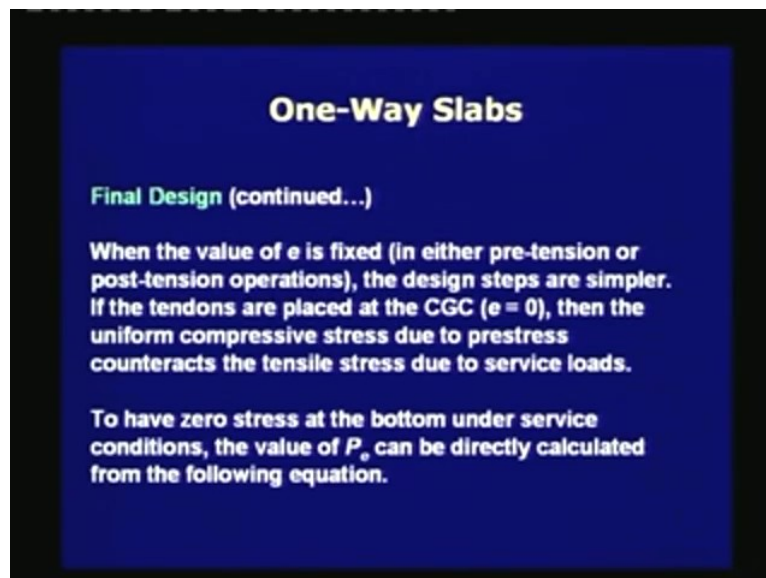 One-Way Slabs
Final Design (continued...)
When the value of e is fixed (in either pre-tension or
post-tension operations), the design steps are simpler.
If the tendons are placed at the CGC (e = 0), then the
uniform compressive stress due to prestress
counteracts the tensile stress due to service loads.
To have zero stress at the bottom under service
conditions, the value of Pe can be directly calculated
from the following equation.